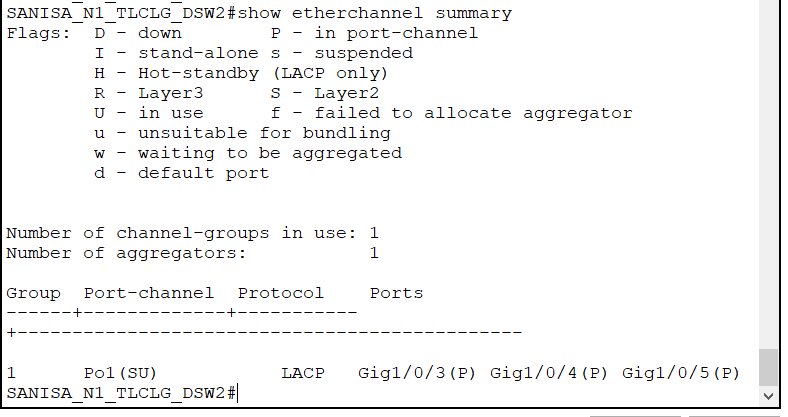 SANISA_N1_TLCLG_DSW2#show etherchannel summary
Flags:  D - down        P - in port-channel
        I - stand-alone s - suspended
        H - Hot-standby (LACP only)
        R - Layer3      S - Layer2
        U - in use      f - failed to allocate aggregator
        u - unsuitable for bundling
        w - waiting to be aggregated
        d - default port
Number of channel-groups in use: 1
Number of aggregators:           1
Group  Port-channel  Protocol    Ports
------+-------------+-----------
+----------------------------------------------
1      Po1(SU)           LACP   Gig1/0/3(P) Gig1/0/4(P) Gig1/0/5(P)
SANISA_N1_TLCLG_DSW2#